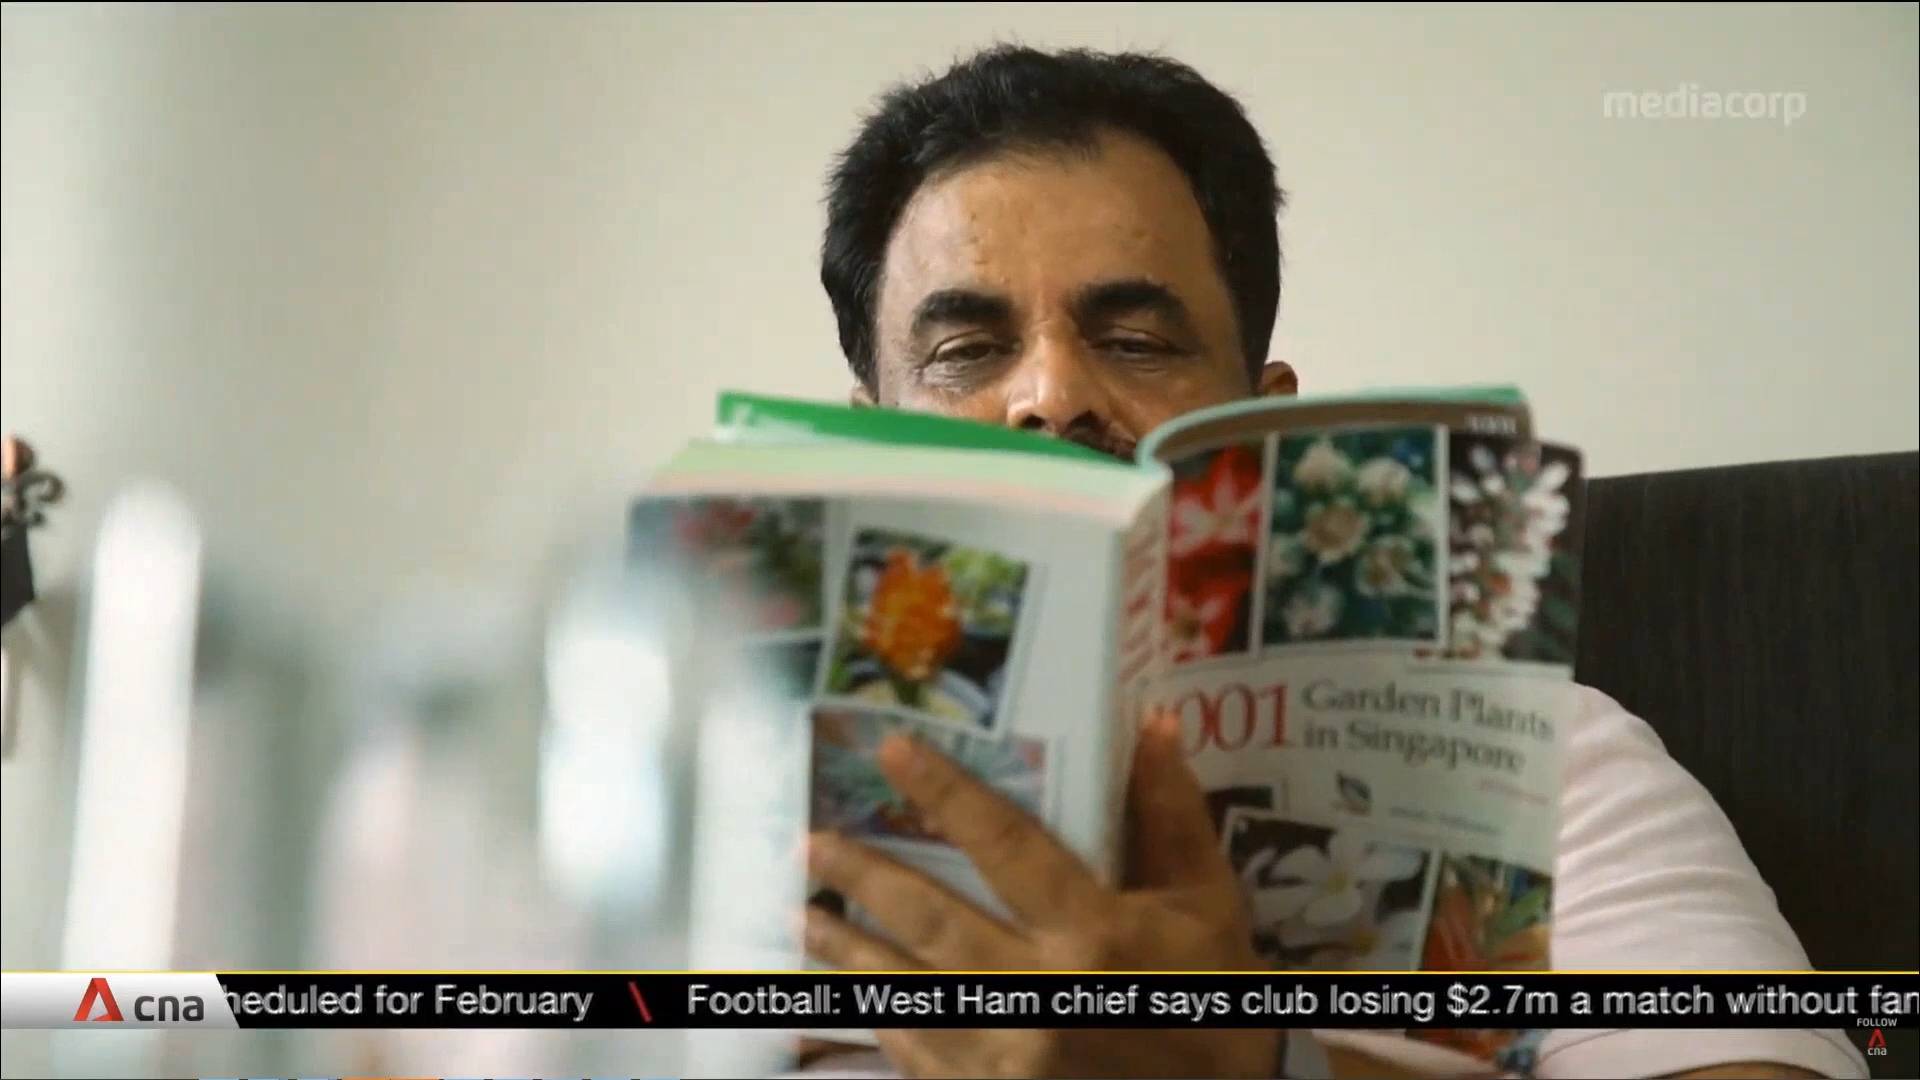 mediacorp
1001 Garden Plants
in Singapore
cna
heduled for February \ Football: West Ham chief says club losing $2.7m a match without fan
FOLLOW
cna